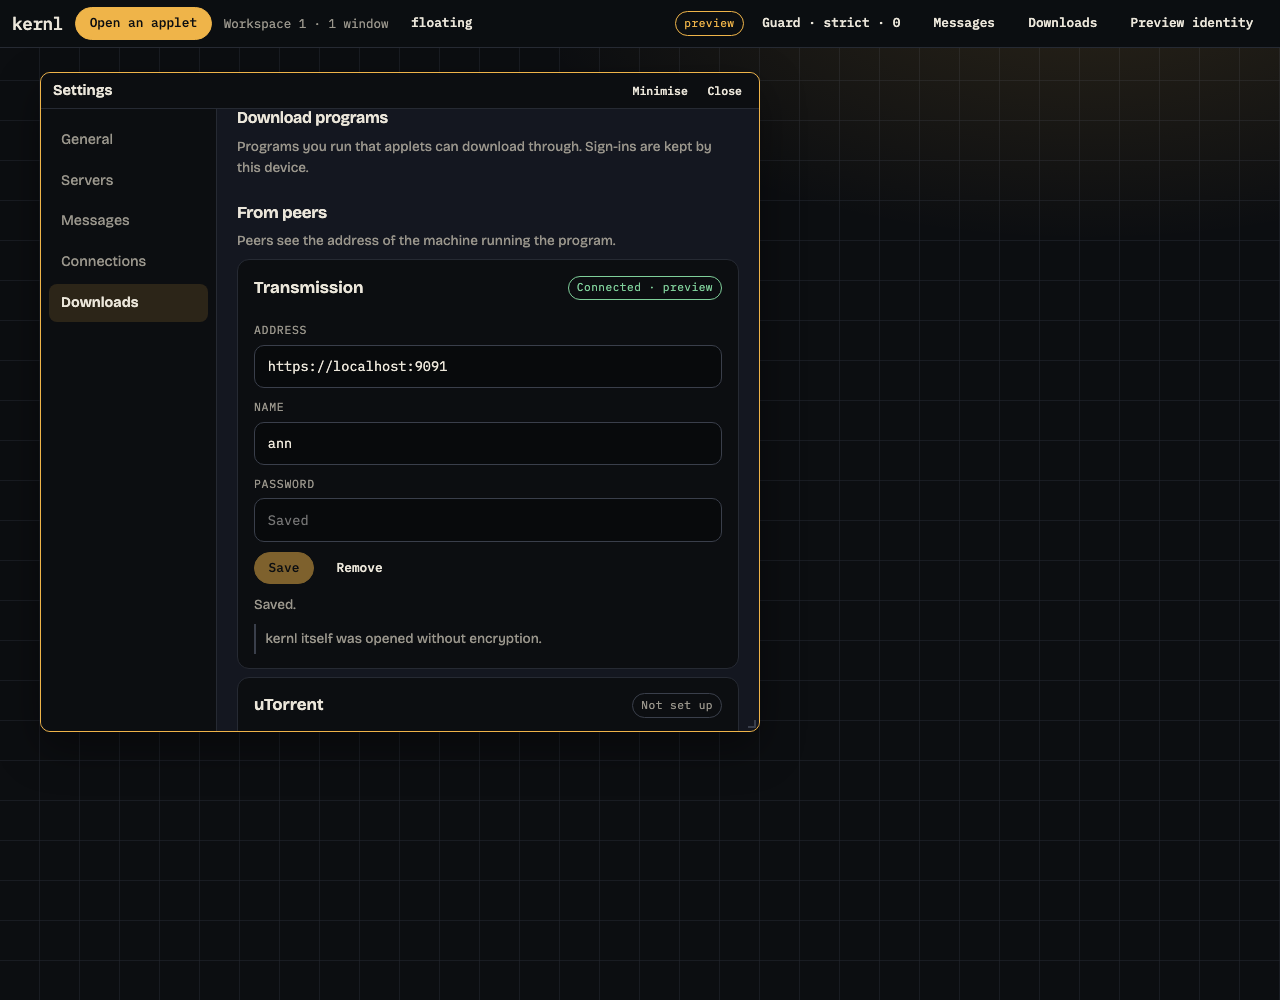 kernl
Open an applet
Workspace 1 · 1 window
floating
preview
Guard · strict · 0
Messages
Downloads
Preview identity
Settings
Minimise
Close
General
Servers
Messages
Connections
Downloads
Download programs
Programs you run that applets can download through. Sign-ins are kept by
this device.
From peers
Peers see the address of the machine running the program.
Transmission
Connected · preview
ADDRESS
https://localhost:9091
NAME
ann
PASSWORD
Saved
Save
Remove
Saved.
kernl itself was opened without encryption.
uTorrent
Not set up